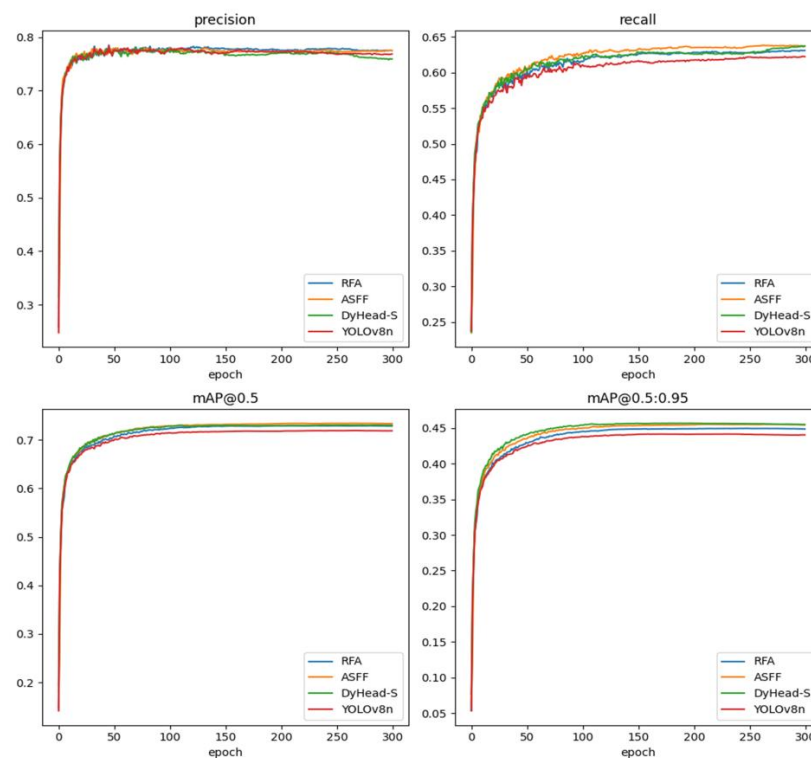 precision
0.8
0.7
0.6
0.5
0.4
0.3
0
50
100
150
200
250
300
epoch
RFA
ASFF
DyHead-S
YOLOv8n
recall
0.65
0.60
0.55
0.50
0.45
0.40
0.35
0.30
0.25
0
50
100
150
200
250
300
epoch
RFA
ASFF
DyHead-S
YOLOv8n
mAP@0.5
0.7
0.6
0.5
0.4
0.3
0.2
0
50
100
150
200
250
300
epoch
RFA
ASFF
DyHead-S
YOLOv8n
mAP@0.5:0.95
0.45
0.40
0.35
0.30
0.25
0.20
0.15
0.10
0.05
0
50
100
150
200
250
300
epoch
RFA
ASFF
DyHead-S
YOLOv8n